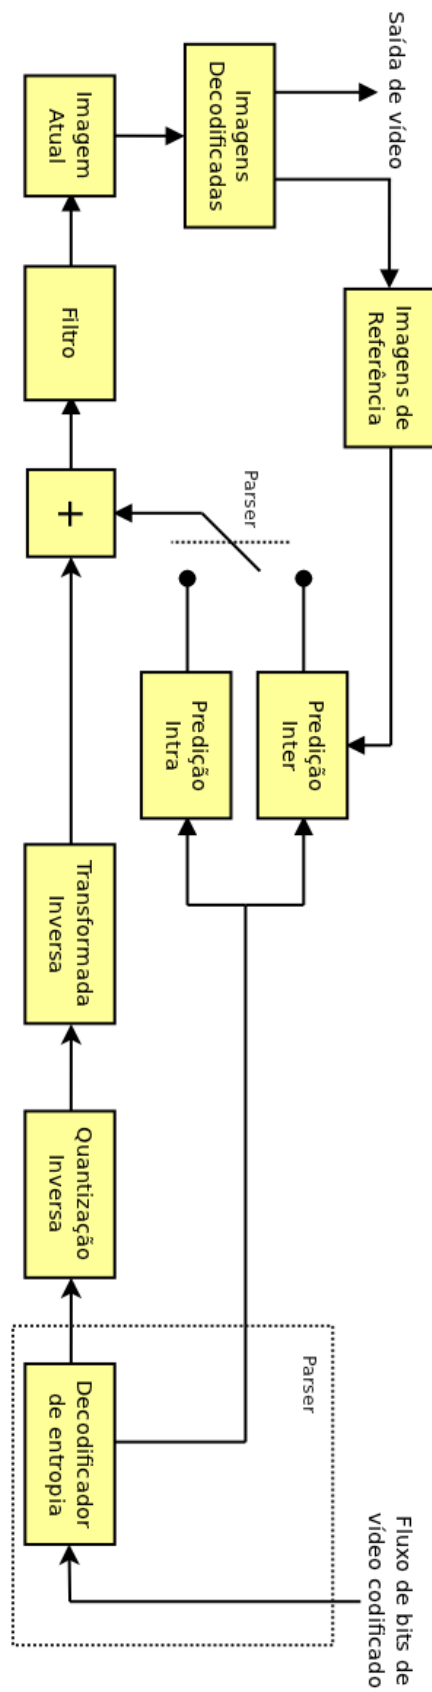 Saída de vídeo
Imagens
Decodificadas
Imagem
Atual
Imagens de
Referência
Filtro
Parser
+
Predição
Inter
Predição
Intra
Transformada
Inversa
Quantização
Inversa
Parser
Decodificador
de entropia
Fluxo de bits de
vídeo codificado